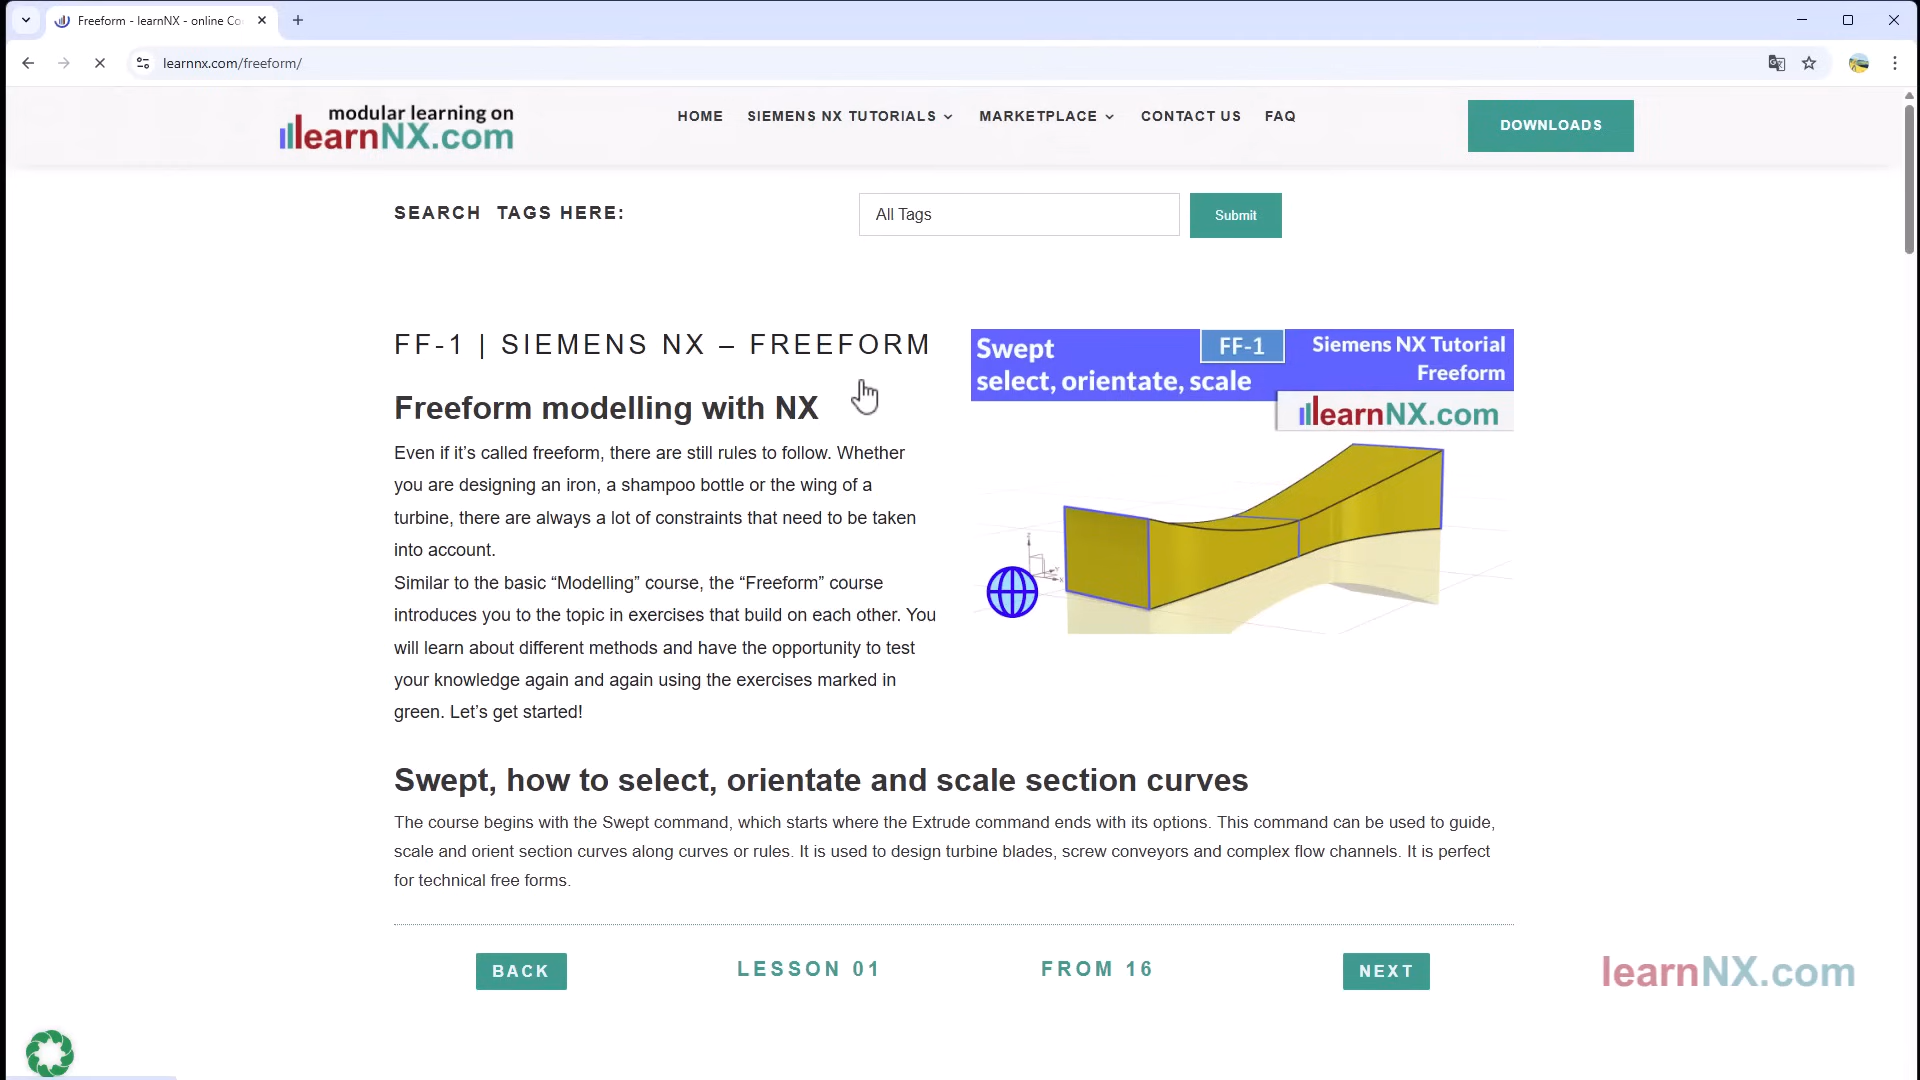 Freeform - learnNX - online Co
learnnx.com/freeform/
modular learning on
learnNX.com
HOME
SIEMENS NX TUTORIALS
MARKETPLACE
CONTACT US
FAQ
DOWNLOADS
SEARCH TAGS HERE:
All Tags
Submit
FF-1 | SIEMENS NX – FREEFORM
Freeform modelling with NX
Even if it’s called freeform, there are still rules to follow. Whether
you are designing an iron, a shampoo bottle or the wing of a
turbine, there are always a lot of constraints that need to be taken
into account.
Similar to the basic “Modelling” course, the “Freeform” course
introduces you to the topic in exercises that build on each other. You
will learn about different methods and have the opportunity to test
your knowledge again and again using the exercises marked in
green. Let’s get started!
Swept
select, orientate, scale
FF-1
Siemens NX Tutorial
Freeform
learnNX.com
Swept, how to select, orientate and scale section curves
The course begins with the Swept command, which starts where the Extrude command ends with its options. This command can be used to guide,
scale and orient section curves along curves or rules. It is used to design turbine blades, screw conveyors and complex flow channels. It is perfect
for technical free forms.
BACK
LESSON 01
FROM 16
NEXT
learnNX.com